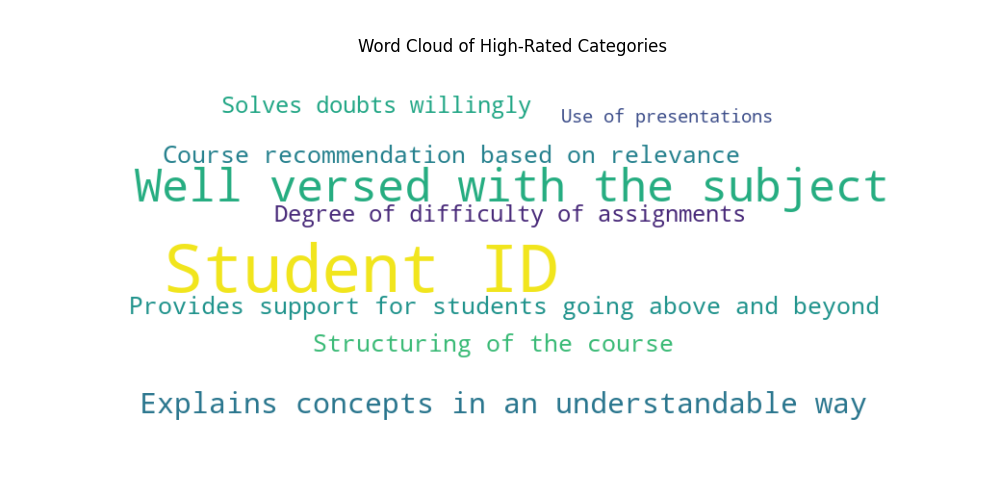 Word Cloud of High-Rated Categories
Solves doubts willingly
Use of presentations
Course recommendation based on relevance
Well versed with the subject
Degree of difficulty of assignments
Student ID
Provides support for students going above and beyond
Structuring of the course
Explains concepts in an understandable way